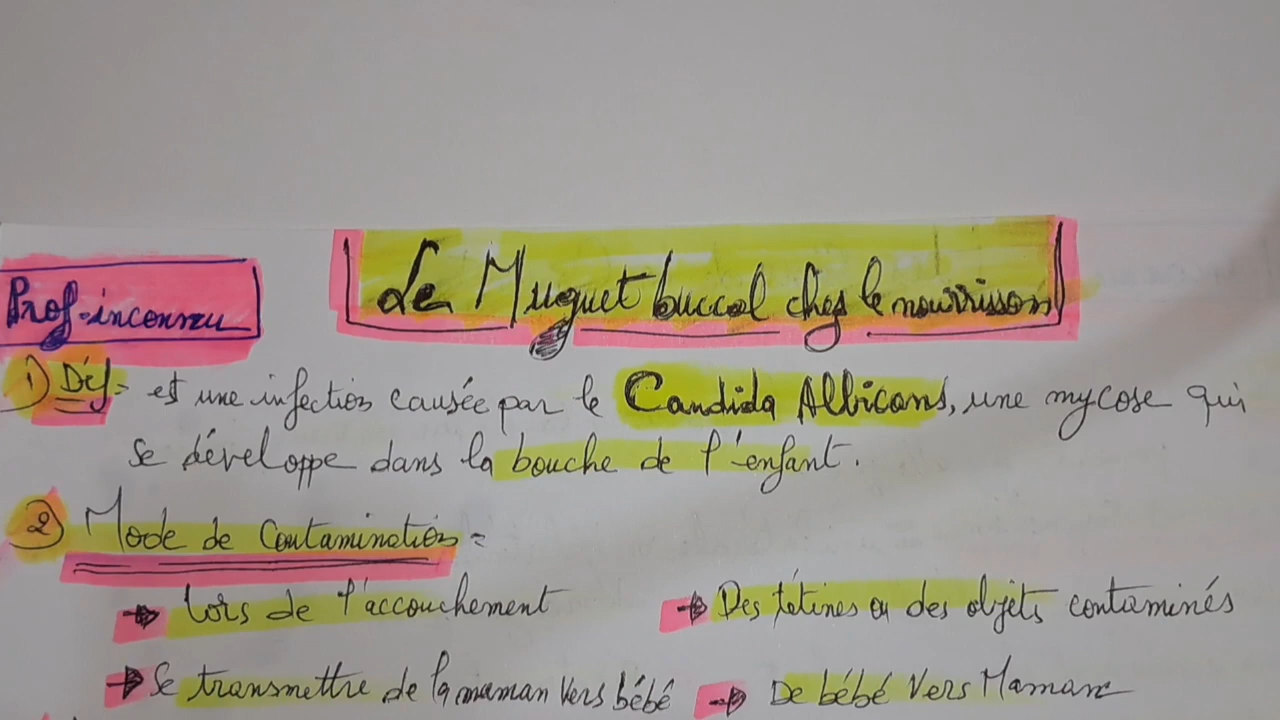 Le Muguet buccal chez le nourrisson
Prof-inconnu
1) Déf= est une infection causée par le Candida Albicans, une mycose qui
se développe dans la bouche de l'enfant.
2) Mode de Contamination =
→ lors de l'accouchement → Des tétines ou des objets contaminés
→ Se transmettre de la maman vers bébé → De bébé Vers Maman